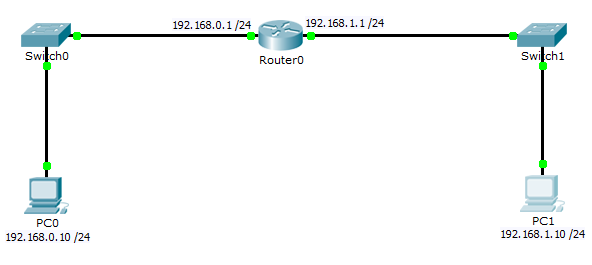 192.168.0.1 /24
192.168.1.1 /24
Switch0
Router0
Switch1
PC0
192.168.0.10 /24
PC1
192.168.1.10 /24